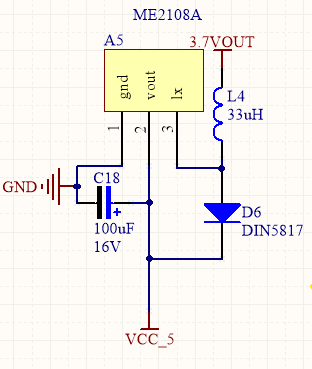 ME2108A
A5
3.7VOUT
gnd
vout
lx
1
2
3
L4
33uH
GND
C18
100uF
16V
D6
DIN5817
VCC_5